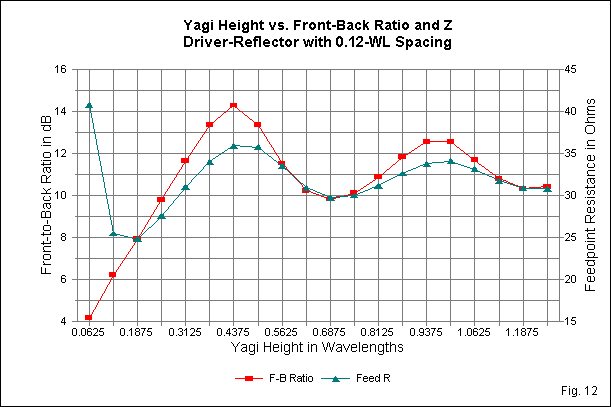 Yagi Height vs. Front-Back Ratio and Z
Driver-Reflector with 0.12-WL Spacing
16
14
12
10
8
6
4
Front-to-Back Ratio in dB
45
40
35
30
25
20
15
Feedpoint Resistance in Ohms
0.0625 0.1875 0.3125 0.4375 0.5625 0.6875 0.8125 0.9375 1.0625 1.1875
Yagi Height in Wavelengths
F-B Ratio Feed R
Fig. 12